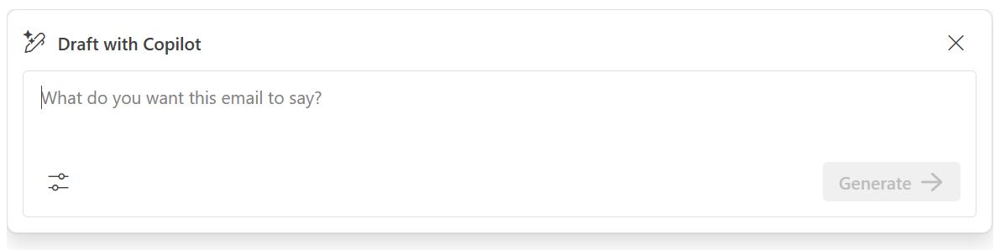 Draft with Copilot
What do you want this email to say?
Generate